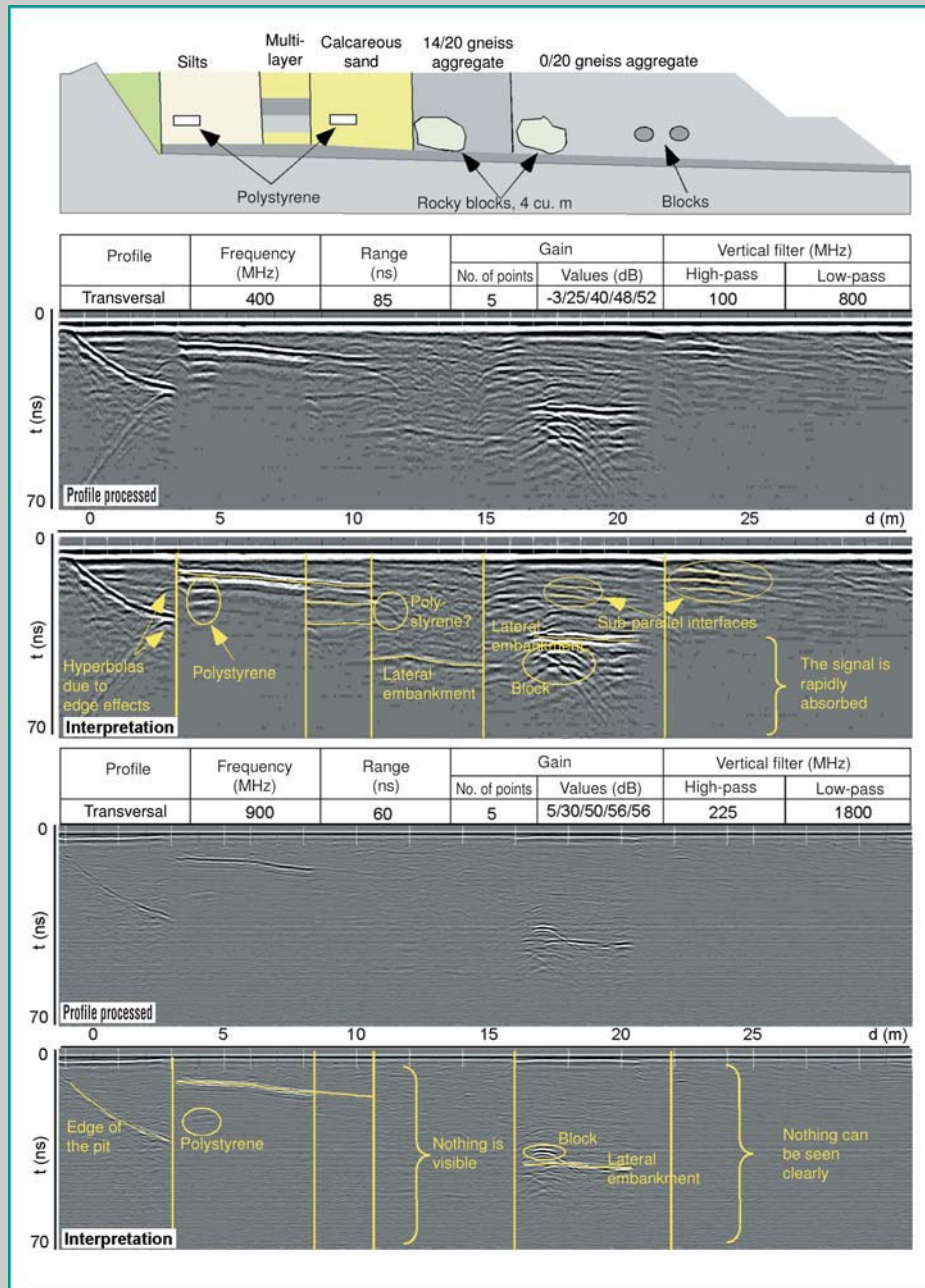 Silts
Multi-
layer
Calcareous
sand
14/20 gneiss
aggregate
0/20 gneiss aggregate
Polystyrene
Rocky blocks, 4 cu. m
Blocks
Profile
Frequency
(MHz)
Range
(ns)
Gain
Vertical filter (MHz)
No. of points
Values (dB)
High-pass
Low-pass
Transversal
400
85
5
-3/25/40/48/52
100
800
0
t (ns)
70
Profile processed
0 5 10 15 20 25 d (m)
0
t (ns)
70
Hyperbolas
due to
edge effects
Polystyrene
Poly-
styrene?
Lateral
embankment
Lateral
embankment
Block
Sub-parallel interfaces
The signal is
rapidly
absorbed
Interpretation
Profile
Frequency
(MHz)
Range
(ns)
Gain
Vertical filter (MHz)
No. of points
Values (dB)
High-pass
Low-pass
Transversal
900
60
5
5/30/50/56/56
225
1800
0
t (ns)
70
Profile processed
0 5 10 15 20 25 d (m)
0
t (ns)
70
Edge of
the pit
Polystyrene
Nothing is
visible
Block
Lateral
embankment
Nothing can
be seen
clearly
Interpretation